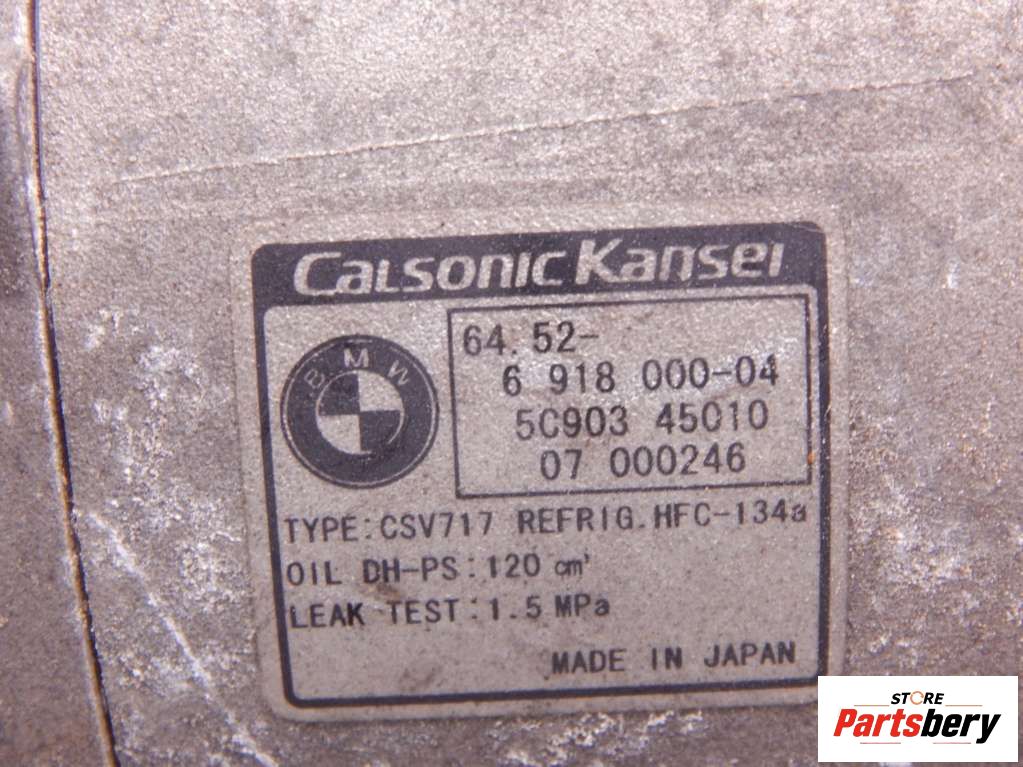 CALSONIC KANSEI
BMW
64.52-
6 918 000-04
5C903 45010
07 000246
TYPE:CSV717 REFRIG.HFC-134a
OIL DH-PS:120 cm³
LEAK TEST:1.5 MPa
MADE IN JAPAN
STORE
Partsbery